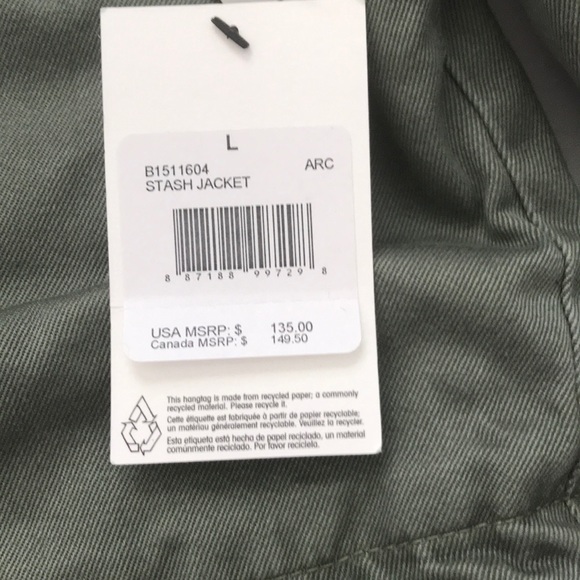 L
B1511604 ARC
STASH JACKET
8 87188 99729 8
USA MSRP: $ 135.00
Canada MSRP: $ 149.50
This hangtag is made from recycled paper; a commonly
recycled material. Please recycle it.
Cette étiquette est fabriquée à partir de papier recyclable;
un matériau généralement recyclable. Veuillez la recycler.
Esta etiqueta está hecha de papel reciclado, un material
comúnmente reciclado. Por favor recíclela.